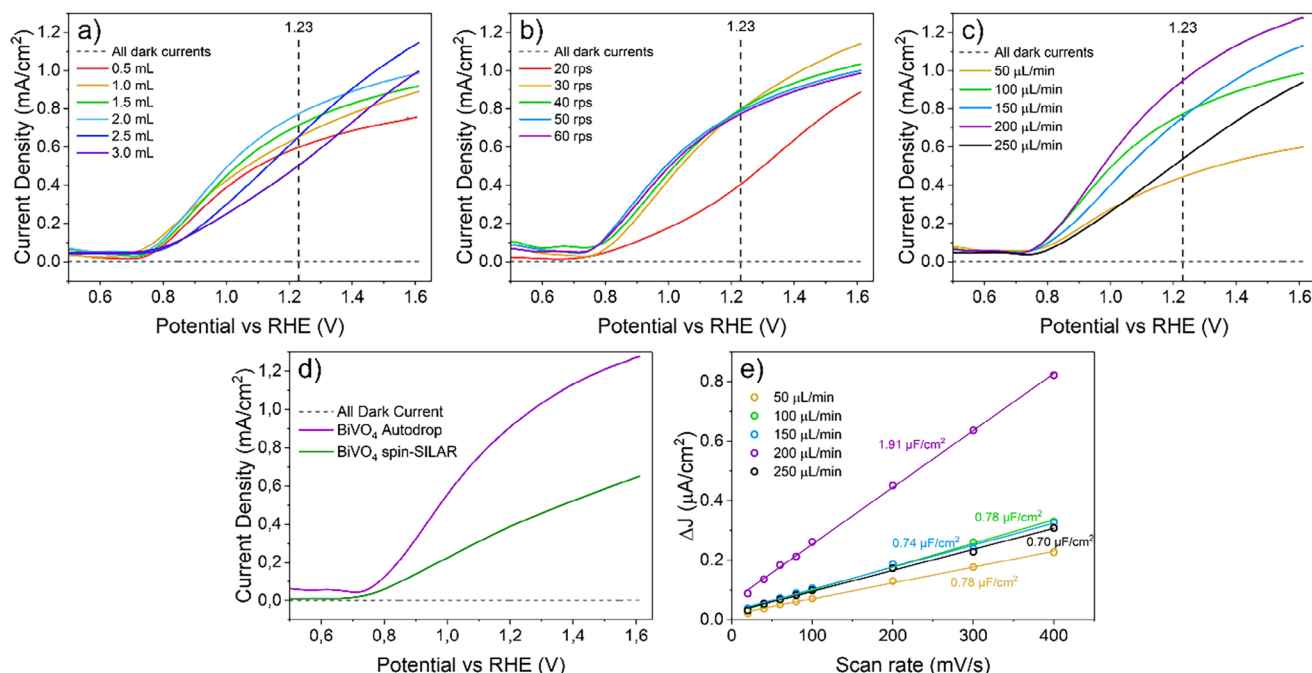 a)
1.23
All dark currents
0.5 mL
1.0 mL
1.5 mL
2.0 mL
2.5 mL
3.0 mL
Current Density (mA/cm²)
1.2
1.0
0.8
0.6
0.4
0.2
0.0
0.6 0.8 1.0 1.2 1.4 1.6
Potential vs RHE (V)
b)
1.23
All dark currents
20 rps
30 rps
40 rps
50 rps
60 rps
Current Density (mA/cm²)
1.2
1.0
0.8
0.6
0.4
0.2
0.0
0.6 0.8 1.0 1.2 1.4 1.6
Potential vs RHE (V)
c)
1.23
All dark currents
50 µL/min
100 µL/min
150 µL/min
200 µL/min
250 µL/min
Current Density (mA/cm²)
1.2
1.0
0.8
0.6
0.4
0.2
0.0
0.6 0.8 1.0 1.2 1.4 1.6
Potential vs RHE (V)
d)
All Dark Current
BiVO₄ Autodrop
BiVO₄ spin-SILAR
Current Density (mA/cm²)
1,2
1,0
0,8
0,6
0,4
0,2
0,0
0,6 0,8 1,0 1,2 1,4 1,6
Potential vs RHE (V)
e)
50 µL/min
100 µL/min
150 µL/min
200 µL/min
250 µL/min
1.91 µF/cm²
0.78 µF/cm²
0.74 µF/cm²
0.70 µF/cm²
0.78 µF/cm²
ΔJ (µA/cm²)
0.8
0.6
0.4
0.2
0.0
0 100 200 300 400
Scan rate (mV/s)